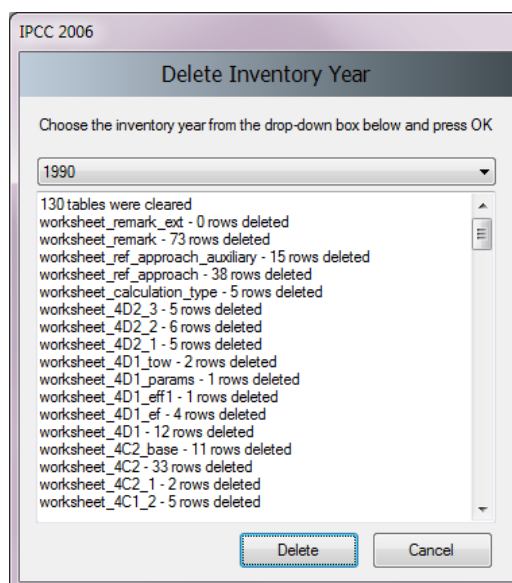 IPCC 2006
Delete Inventory Year
Choose the inventory year from the drop-down box below and press OK
1990
130 tables were cleared
worksheet_remark_ext - 0 rows deleted
worksheet_remark - 73 rows deleted
worksheet_ref_approach_auxiliary - 15 rows deleted
worksheet_ref_approach - 38 rows deleted
worksheet_calculation_type - 5 rows deleted
worksheet_4D2_3 - 5 rows deleted
worksheet_4D2_2 - 6 rows deleted
worksheet_4D2_1 - 5 rows deleted
worksheet_4D1_tow - 2 rows deleted
worksheet_4D1_params - 1 rows deleted
worksheet_4D1_eff1 - 1 rows deleted
worksheet_4D1_ef - 4 rows deleted
worksheet_4D1 - 12 rows deleted
worksheet_4C2_base - 11 rows deleted
worksheet_4C2 - 33 rows deleted
worksheet_4C2_1 - 2 rows deleted
worksheet_4C1_2 - 5 rows deleted
Delete Cancel